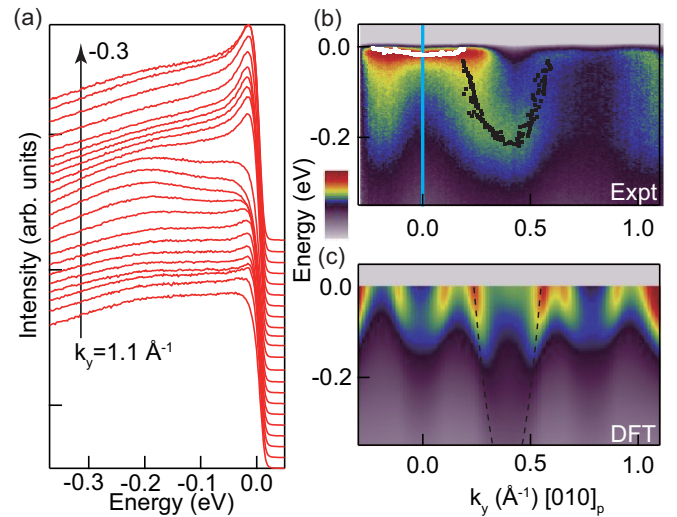 (a)
-0.3
k_y=1.1 Å⁻¹
Intensity (arb. units)
-0.3 -0.2 -0.1 0.0
Energy (eV)
(b)
0.0
-0.2
Expt
0.0 0.5 1.0
Energy (eV)
(c)
0.0
-0.2
DFT
0.0 0.5 1.0
k_y (Å⁻¹) [010]_p